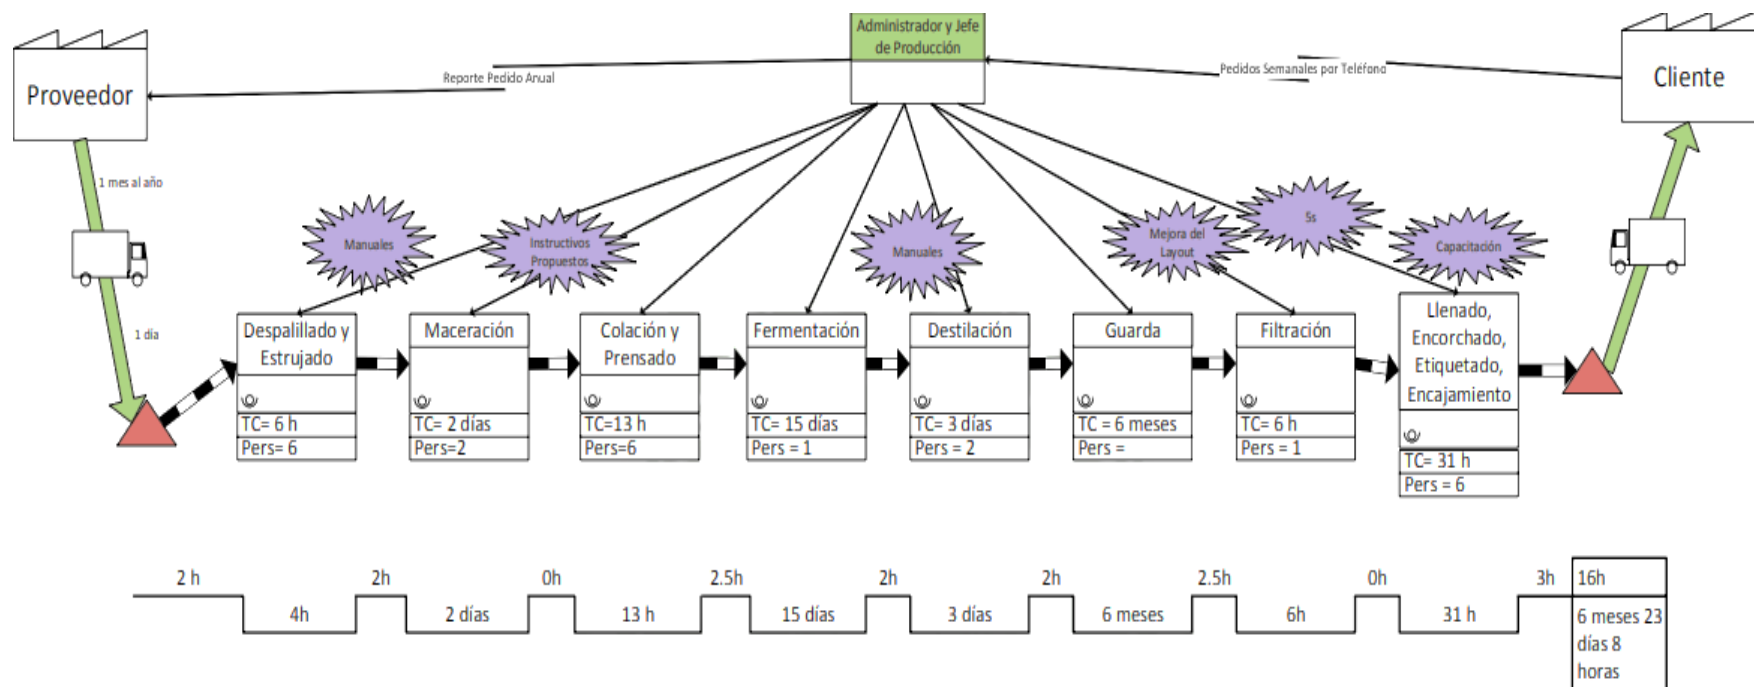 Administrador y Jefe
de Producción
Proveedor
Reporte Pedido Anual
Pedidos Semanales por Teléfono
Cliente
1 mes al año
1 día
Manuales
Instructivos
Propuestos
Manuales
Mejora del
Layout
5s
Capacitación
Despalillado y
Estrujado
TC= 6 h
Pers= 6
Maceración
TC= 2 días
Pers=2
Colación y
Prensado
TC=13 h
Pers=6
Fermentación
TC= 15 días
Pers = 1
Destilación
TC= 3 días
Pers = 2
Guarda
TC = 6 meses
Pers =
Filtración
TC= 6 h
Pers = 1
Llenado,
Encorchado,
Etiquetado,
Encajamiento
TC= 31 h
Pers = 6
2 h
2h
0h
2.5h
2h
2h
2.5h
0h
3h
16h
4h
2 días
13 h
15 días
3 días
6 meses
6h
31 h
6 meses 23
días 8
horas